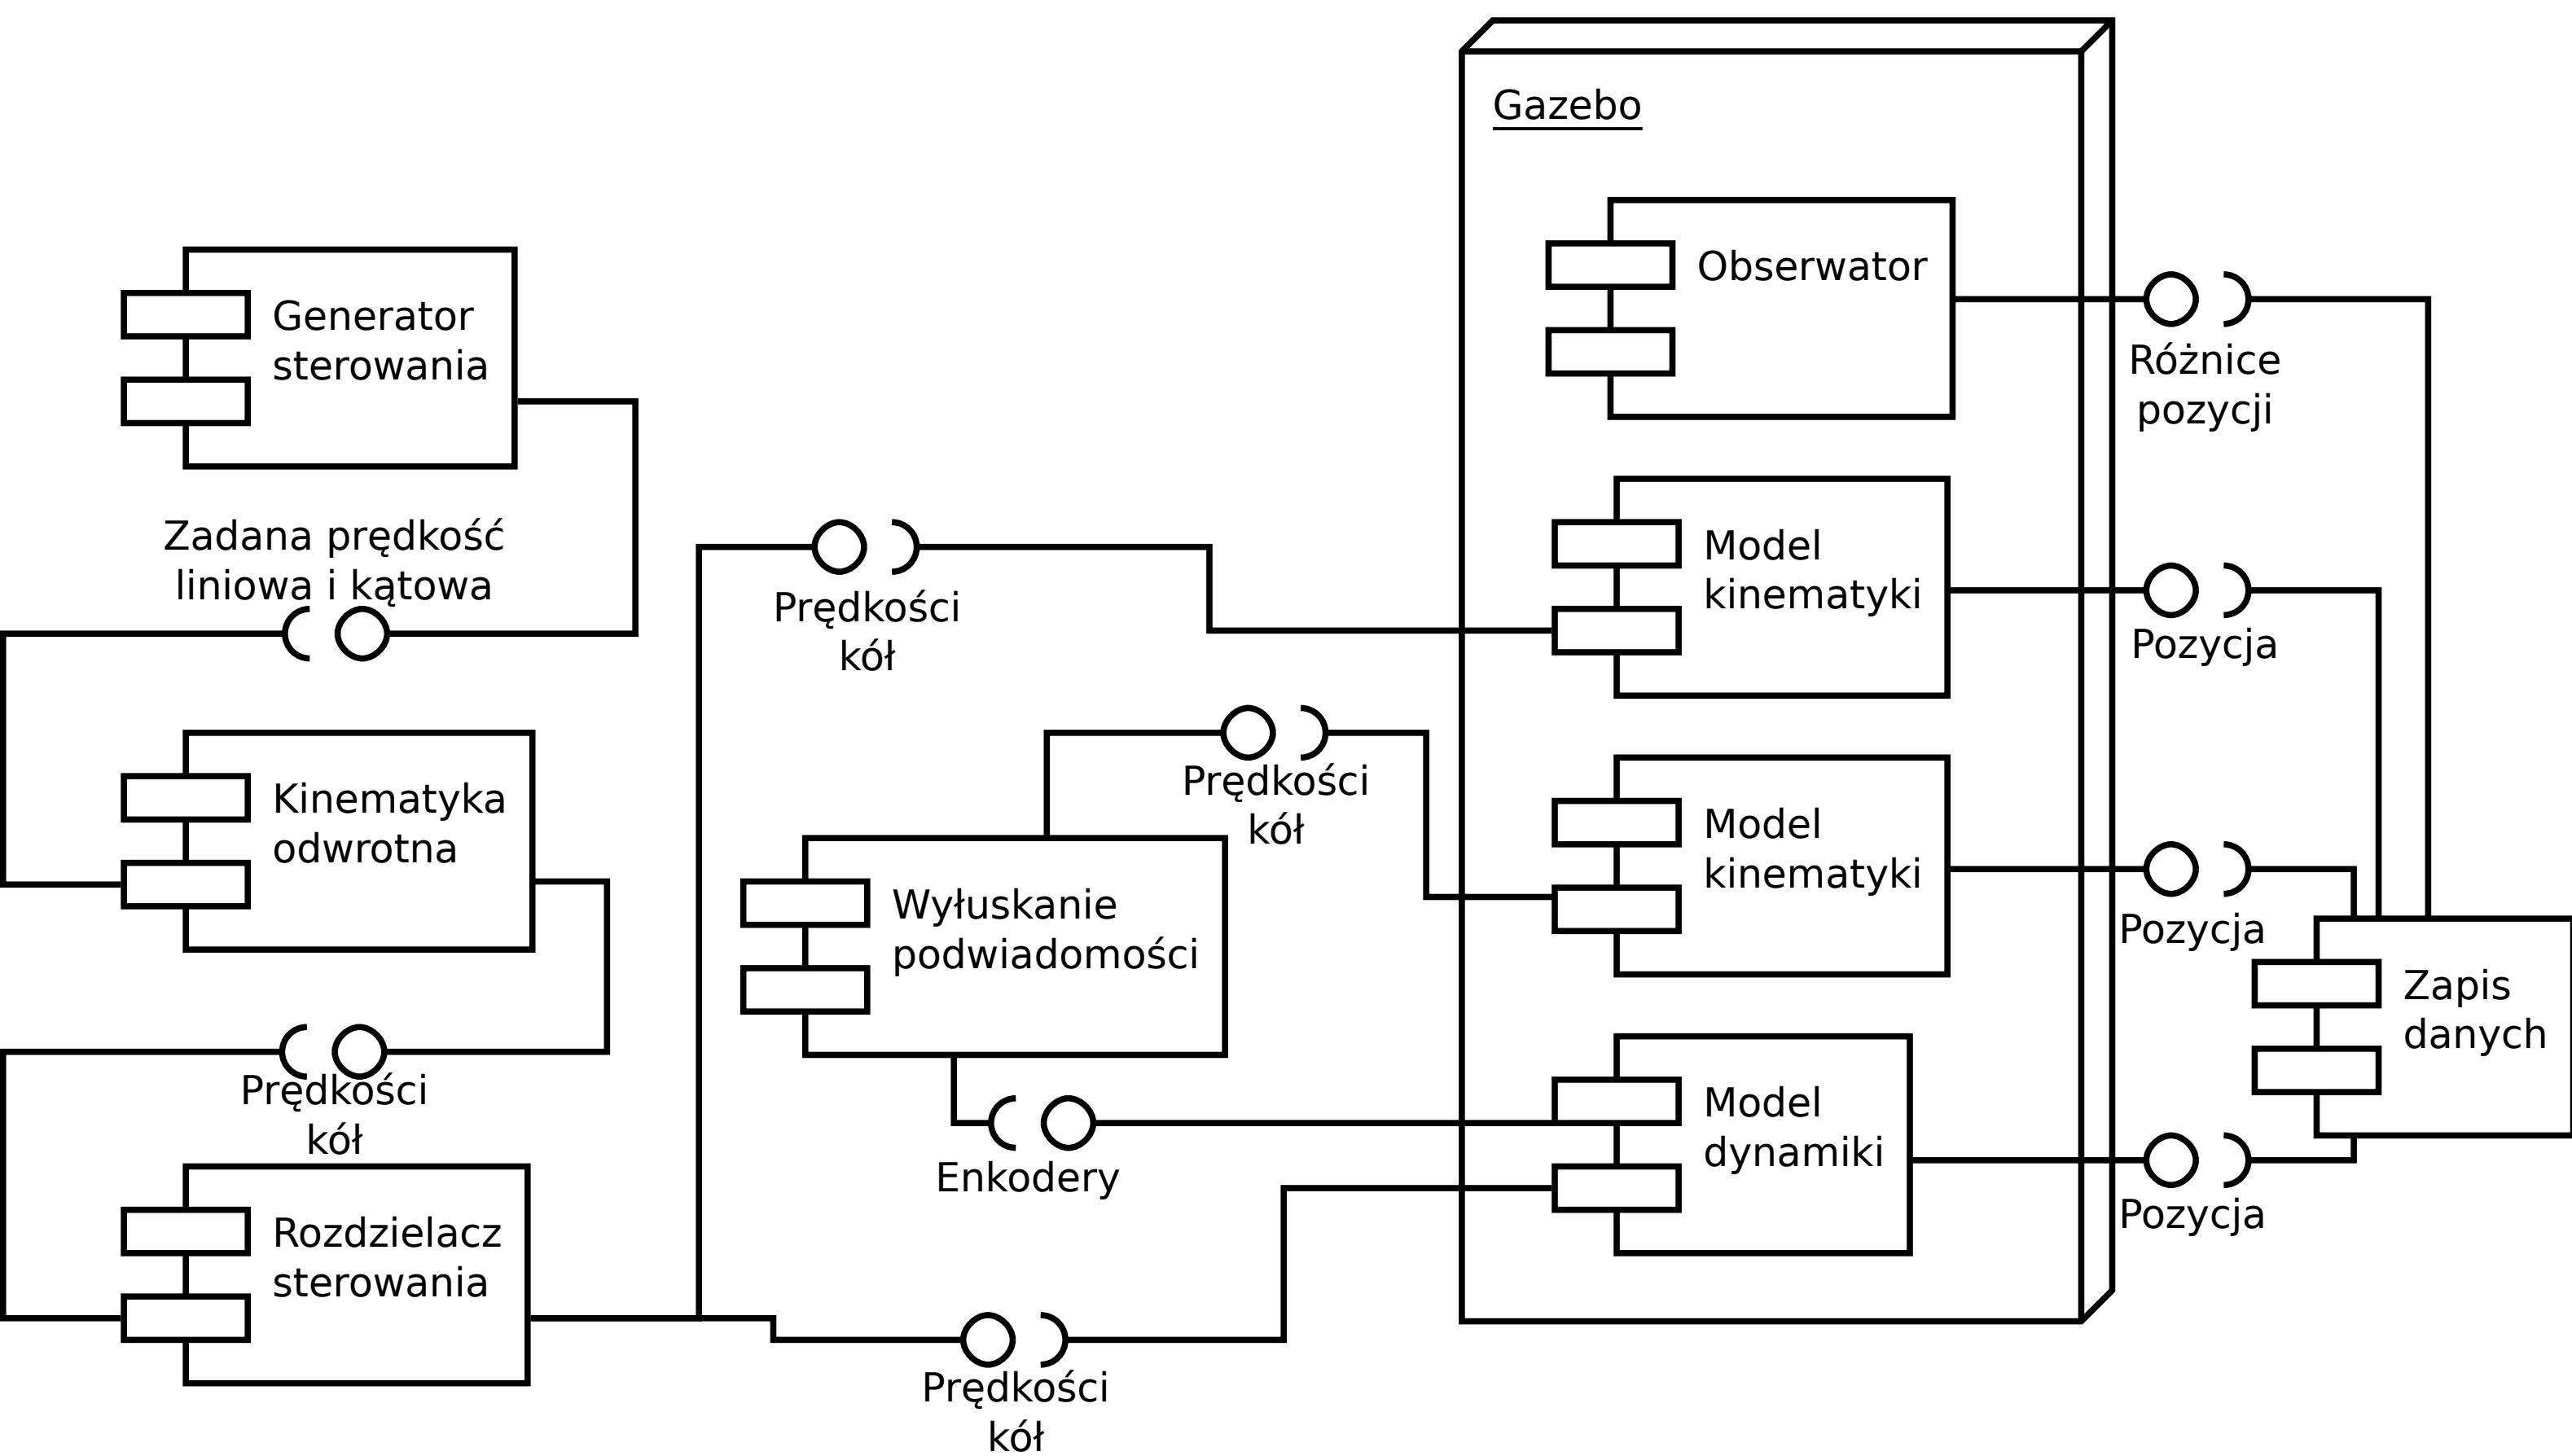 Gazebo
Obserwator
Generator
sterowania
Różnice
pozycji
Zadana prędkość
liniowa i kątowa
Prędkości
kół
Model
kinematyki
Pozycja
Kinematyka
odwrotna
Prędkości
kół
Wyłuskanie
podwiadomości
Model
kinematyki
Pozycja
Zapis
danych
Prędkości
kół
Enkodery
Model
dynamiki
Pozycja
Rozdzielacz
sterowania
Prędkości
kół